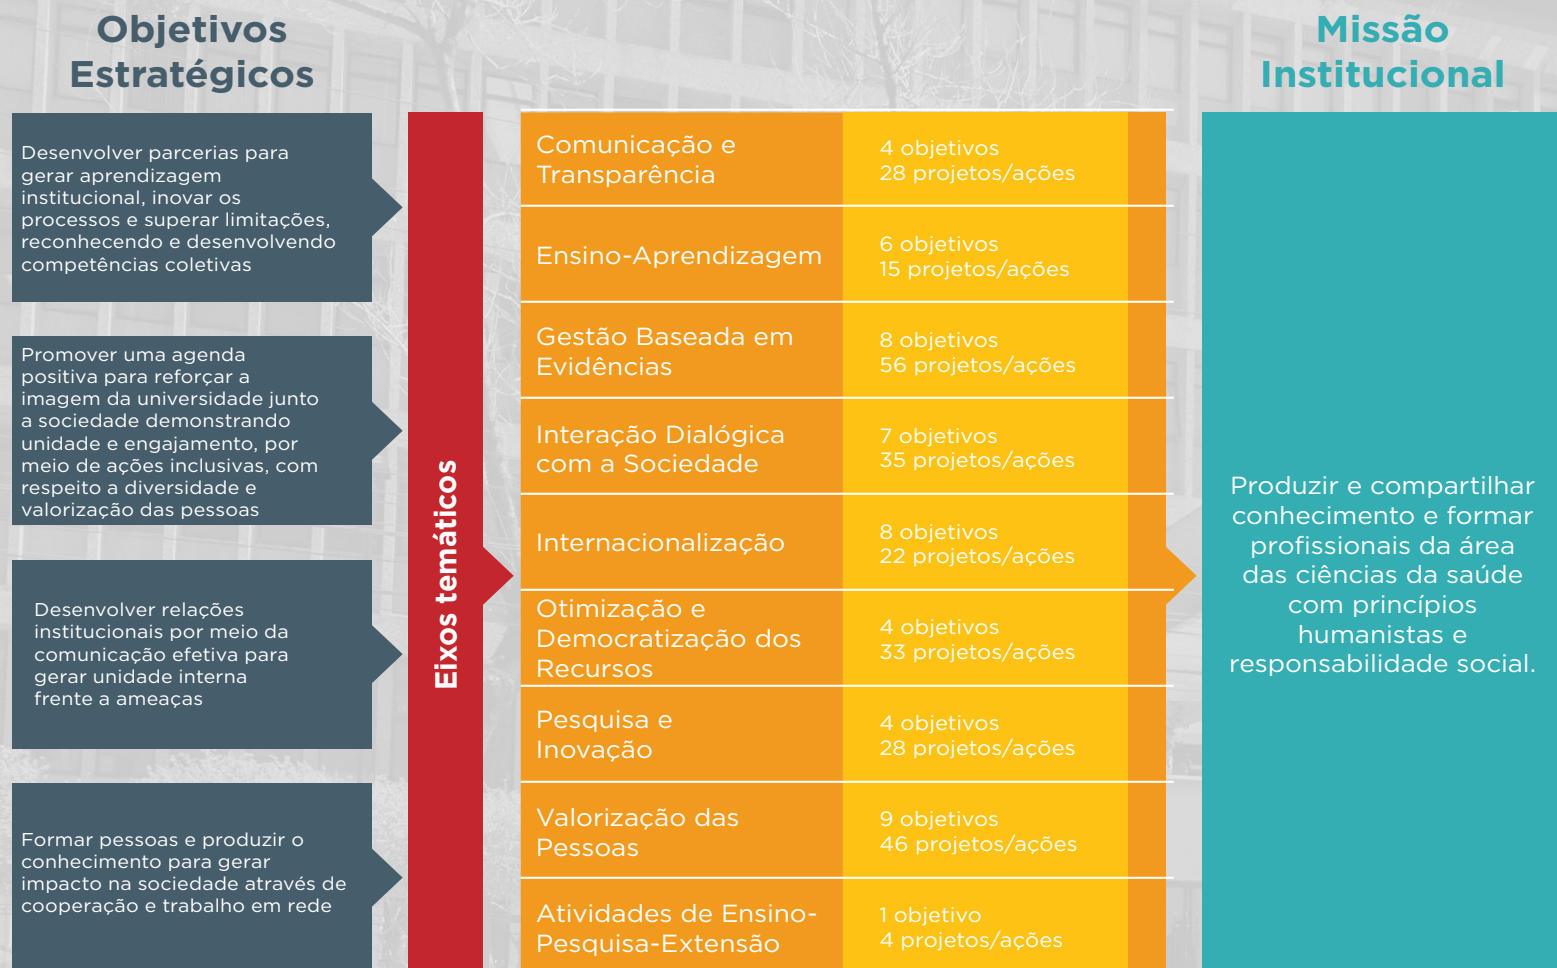 Objetivos
Estratégicos
Desenvolver parcerias para
gerar aprendizagem
institucional, inovar os
processos e superar limitações,
reconhecendo e desenvolvendo
competências coletivas
Promover uma agenda
positiva para reforçar a
imagem da universidade junto
a sociedade demonstrando
unidade e engajamento, por
meio de ações inclusivas, com
respeito a diversidade e
valorização das pessoas
Desenvolver relações
institucionais por meio da
comunicação efetiva para
gerar unidade interna
frente a ameaças
Formar pessoas e produzir o
conhecimento para gerar
impacto na sociedade através de
cooperação e trabalho em rede
Eixos temáticos
Comunicação e
Transparência
4 objetivos
28 projetos/ações
Ensino-Aprendizagem
6 objetivos
15 projetos/ações
Gestão Baseada em
Evidências
8 objetivos
56 projetos/ações
Interação Dialógica
com a Sociedade
7 objetivos
35 projetos/ações
Internacionalização
8 objetivos
22 projetos/ações
Otimização e
Democratização dos
Recursos
4 objetivos
33 projetos/ações
Pesquisa e
Inovação
4 objetivos
28 projetos/ações
Valorização das
Pessoas
9 objetivos
46 projetos/ações
Atividades de Ensino-
Pesquisa-Extensão
1 objetivo
4 projetos/ações
Missão
Institucional
Produzir e compartilhar
conhecimento e formar
profissionais da área
das ciências da saúde
com princípios
humanistas e
responsabilidade social.